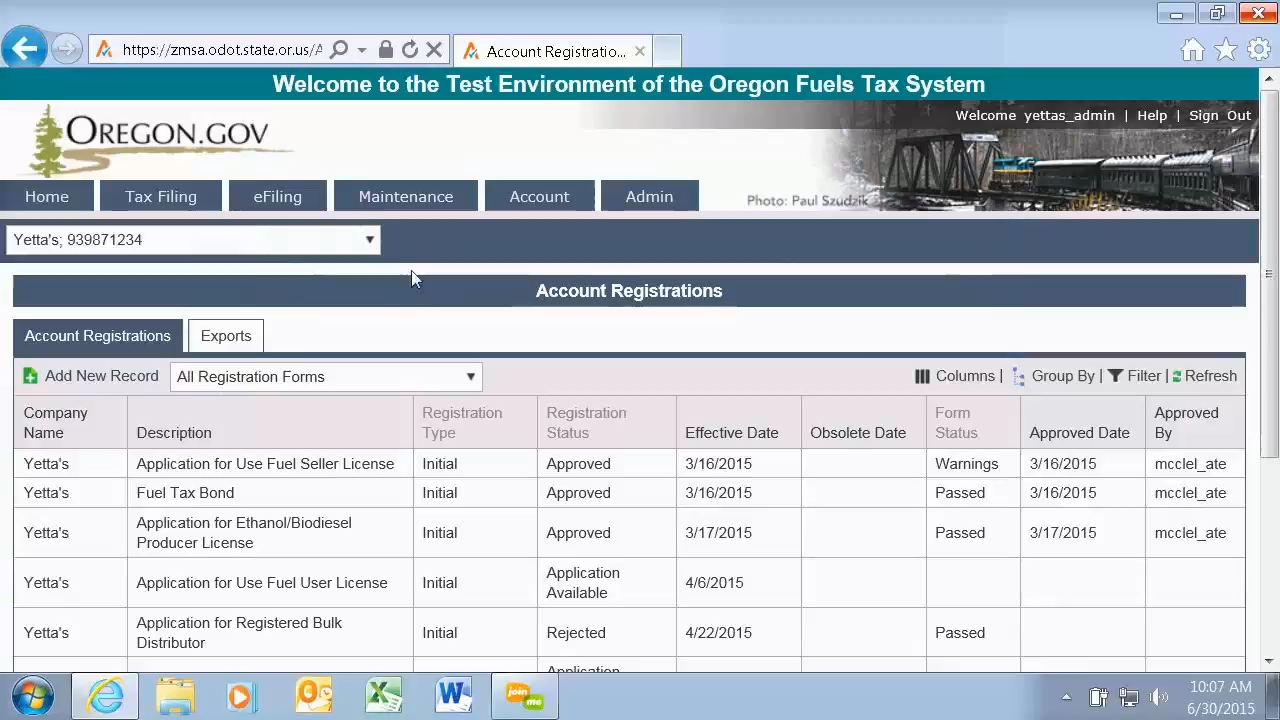 https://zmsa.odot.state.or.us/A
Account Registratio...
Welcome to the Test Environment of the Oregon Fuels Tax System
OREGON.GOV
Welcome yettas_admin | Help | Sign Out
Home
Tax Filing
eFiling
Maintenance
Account
Admin
Photo: Paul Szudzik
Yetta's; 939871234
Account Registrations
Account Registrations
Exports
Add New Record
All Registration Forms
Columns |
Group By |
Filter |
Refresh
Company Name
Description
Registration Type
Registration Status
Effective Date
Obsolete Date
Form Status
Approved Date
Approved By
Yetta's Application for Use Fuel Seller License Initial Approved 3/16/2015 Warnings 3/16/2015 mcclel_ate
Yetta's Fuel Tax Bond Initial Approved 3/16/2015 Passed 3/16/2015 mcclel_ate
Yetta's Application for Ethanol/Biodiesel Producer License Initial Approved 3/17/2015 Passed 3/17/2015 mcclel_ate
Yetta's Application for Use Fuel User License Initial Application Available 4/6/2015
Yetta's Application for Registered Bulk Distributor Initial Rejected 4/22/2015 Passed
Application
join me
10:07 AM
6/30/2015